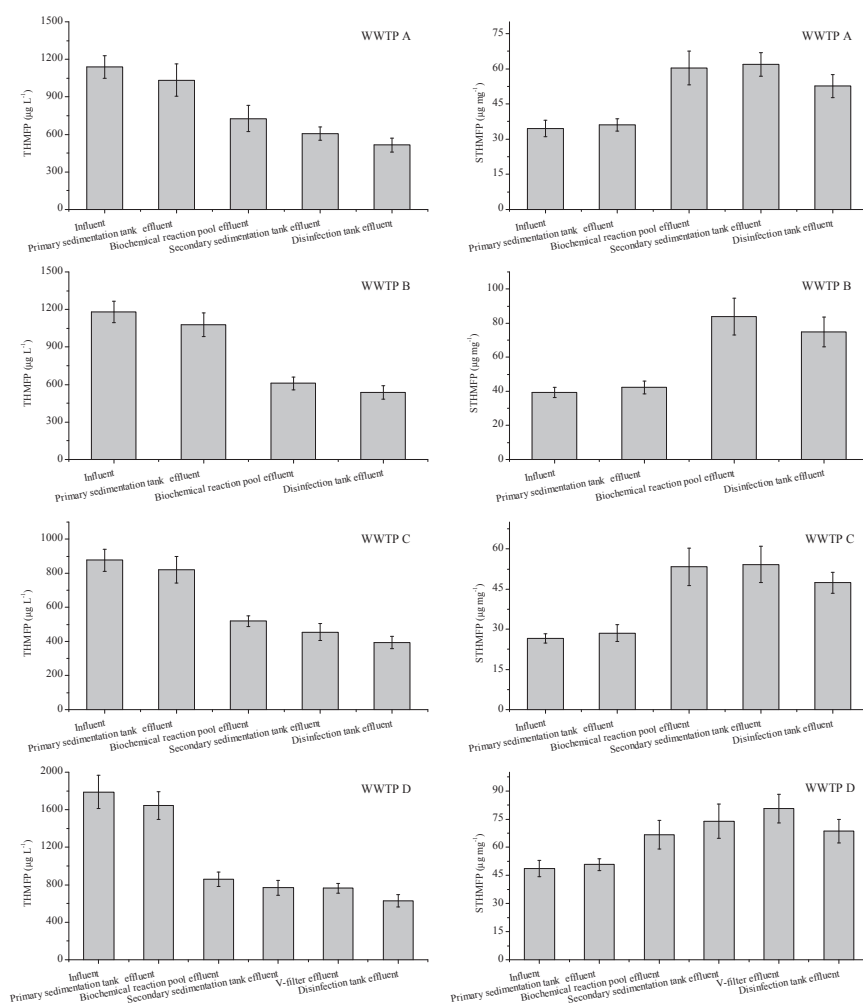 1500
1200
900
600
300
0
THMFP (μg L⁻¹)
WWTP A
Influent
Primary sedimentation tank effluent
Biochemical reaction pool effluent
Secondary sedimentation tank effluent
Disinfection tank effluent
75
60
45
30
15
0
STHMFP (μg mg⁻¹)
WWTP A
Influent
Primary sedimentation tank effluent
Biochemical reaction pool effluent
Secondary sedimentation tank effluent
Disinfection tank effluent
1500
1200
900
600
300
0
THMFP (μg L⁻¹)
WWTP B
Influent
Primary sedimentation tank effluent
Biochemical reaction pool effluent
Disinfection tank effluent
100
80
60
40
20
0
STHMFP (μg mg⁻¹)
WWTP B
Influent
Primary sedimentation tank effluent
Biochemical reaction pool effluent
Disinfection tank effluent
1000
800
600
400
200
0
THMFP (μg L⁻¹)
WWTP C
Influent
Primary sedimentation tank effluent
Biochemical reaction pool effluent
Secondary sedimentation tank effluent
Disinfection tank effluent
60
45
30
15
0
STHMFP (μg mg⁻¹)
WWTP C
Influent
Primary sedimentation tank effluent
Biochemical reaction pool effluent
Secondary sedimentation tank effluent
Disinfection tank effluent
2000
1600
1200
800
400
0
THMFP (μg L⁻¹)
WWTP D
Influent
Primary sedimentation tank effluent
Biochemical reaction pool effluent
Secondary sedimentation tank effluent
V-filter effluent
Disinfection tank effluent
90
75
60
45
30
15
0
STHMFP (μg mg⁻¹)
WWTP D
Influent
Primary sedimentation tank effluent
Biochemical reaction pool effluent
Secondary sedimentation tank effluent
V-filter effluent
Disinfection tank effluent